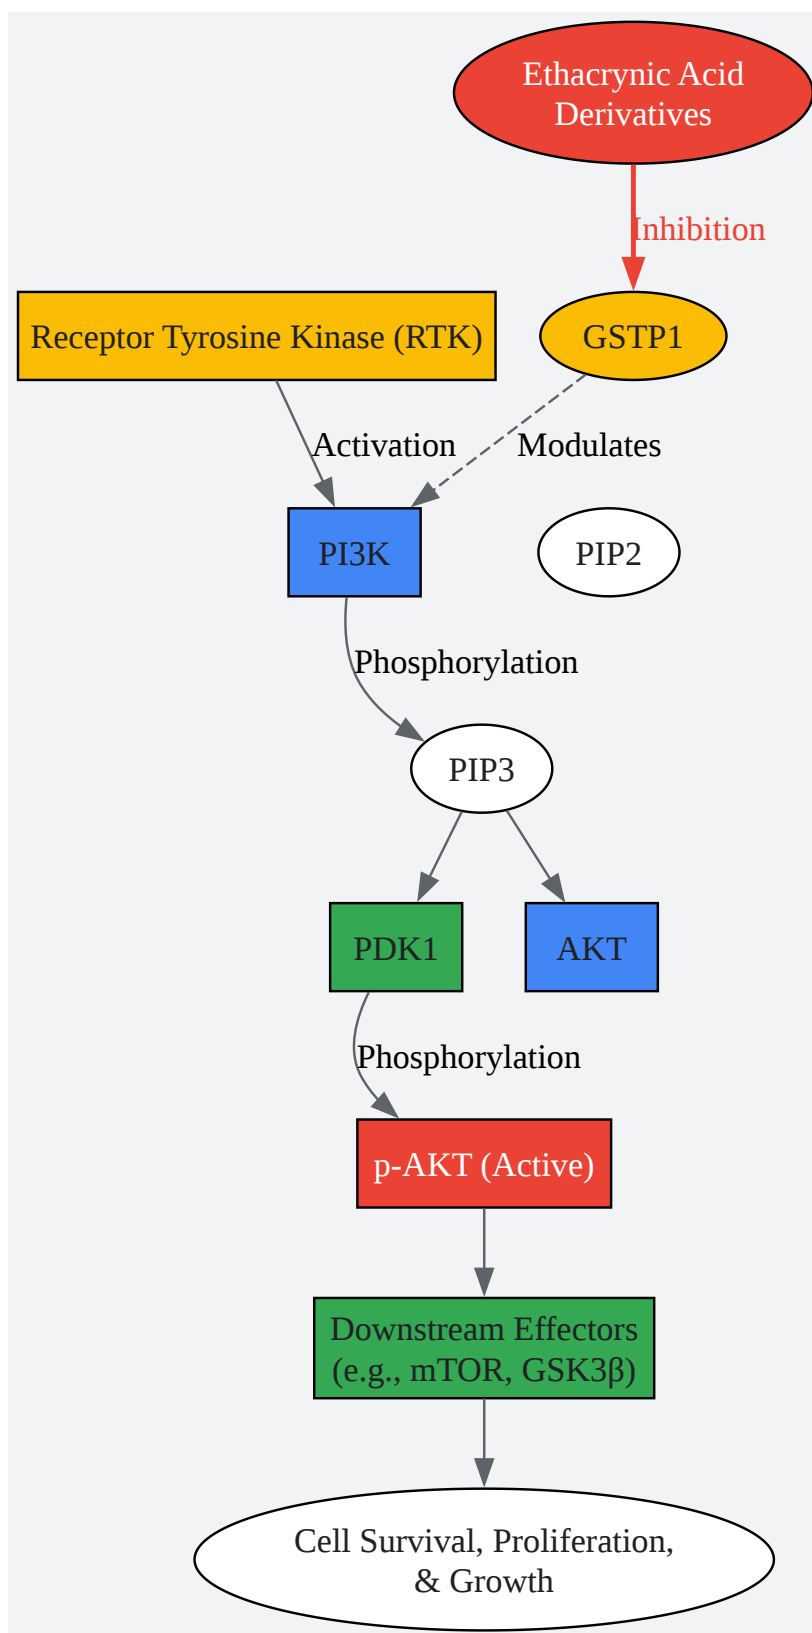 Ethacrynic Acid
Derivatives
Inhibition
Receptor Tyrosine Kinase (RTK)
GSTP1
Activation
Modulates
PI3K
PIP2
Phosphorylation
PIP3
PDK1
AKT
Phosphorylation
p-AKT (Active)
Downstream Effectors
(e.g., mTOR, GSK3β)
Cell Survival, Proliferation,
& Growth